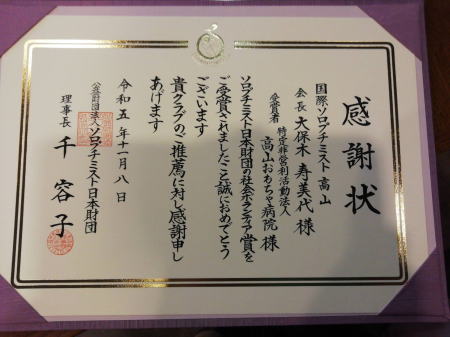 感謝状
国際ソロプチミスト高山
会長 大保木 寿美代 様
受賞者 特定非営利活動法人
高山おもちゃ病院 様
ソロプチミスト日本財団の社会ボランティア賞を
ご受賞されましたこと誠におめでとう
ございます
貴クラブのご推薦に対し感謝申し
あげます
令和五年十一月八日
公益財団法人 ソロプチミスト日本財団
理事長 千容子